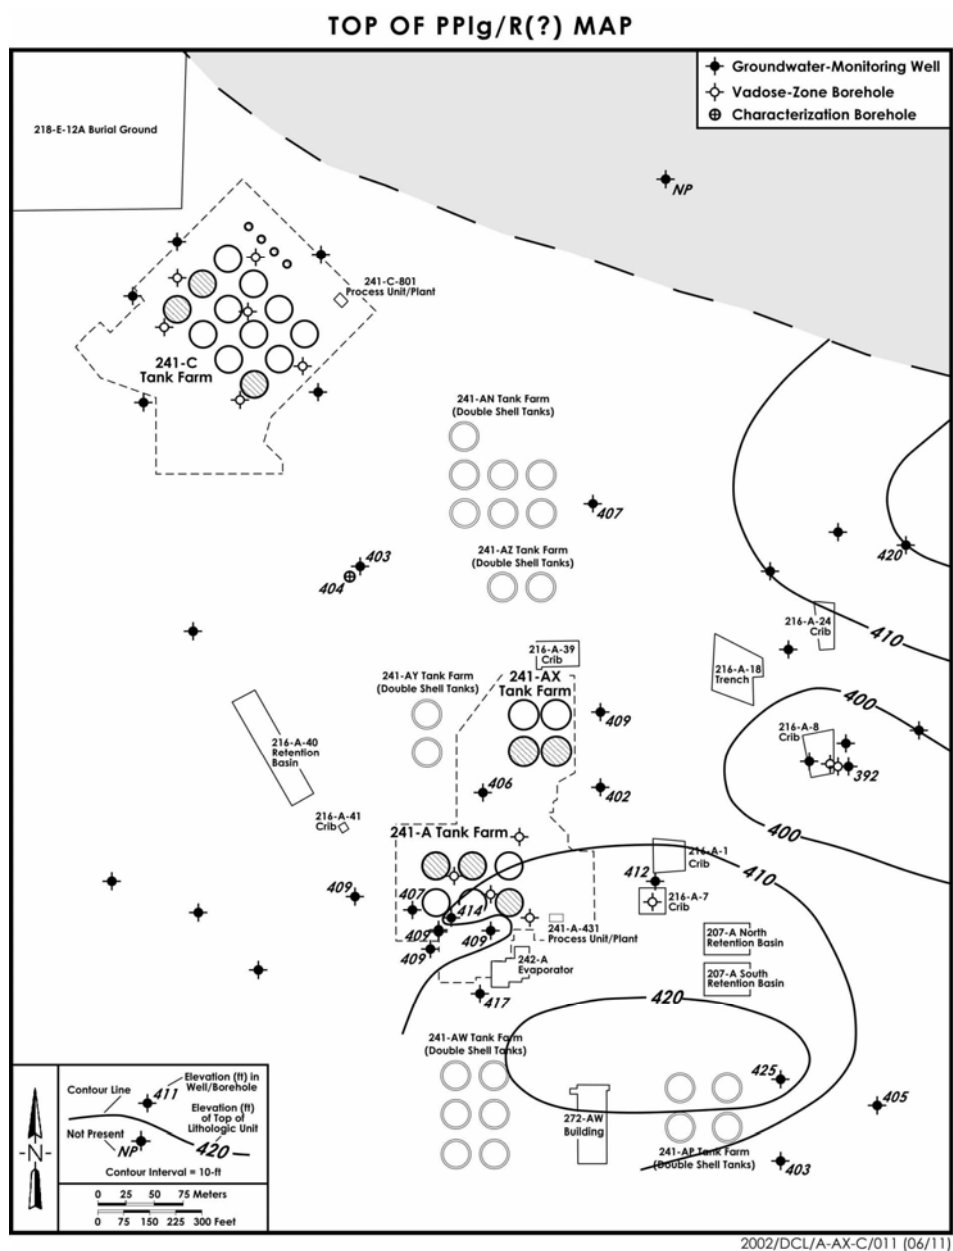 TOP OF PPlg/R(?) MAP
Groundwater-Monitoring Well
Vadose-Zone Borehole
Characterization Borehole
218-E-12A Burial Ground
NP
241-C-801
Process Unit/Plant
241-C
Tank Farm
241-AN Tank Farm
(Double Shell Tanks)
407
241-AZ Tank Farm
(Double Shell Tanks)
403
404
420
216-A-24
Crib
410
216-A-39
Crib
216-A-18
Trench
241-AY Tank Farm
(Double Shell Tanks)
241-AX
Tank Farm
400
409
216-A-8
Crib
216-A-40
Retention
Basin
392
406
402
216-A-41
Crib
241-A Tank Farm
400
216-A-1
Crib
410
412
409
407
414
216-A-7
Crib
409
409
241-A-431
Process Unit/Plant
207-A North
Retention Basin
409
242-A
Evaporator
207-A South
Retention Basin
417
420
241-AW Tank Farm
(Double Shell Tanks)
425
405
272-AW
Building
241-AP Tank Farm
(Double Shell Tanks)
403
Contour Line
Elevation (ft) in
Well/Borehole
411
Elevation (ft)
of Top of
Lithologic Unit
Not Present
NP
420
Contour Interval = 10-ft
-N-
0 25 50 75 Meters
0 75 150 225 300 Feet
2002/DCL/A-AX-C/011 (06/11)